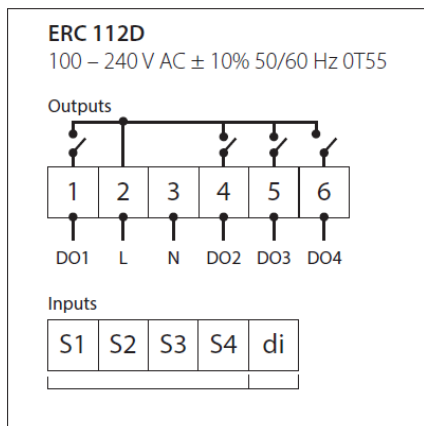 ERC 112D
100 – 240 V AC ± 10% 50/60 Hz 0T55
Outputs
1 2 3 4 5 6
DO1 L N DO2 DO3 DO4
Inputs
S1 S2 S3 S4 di